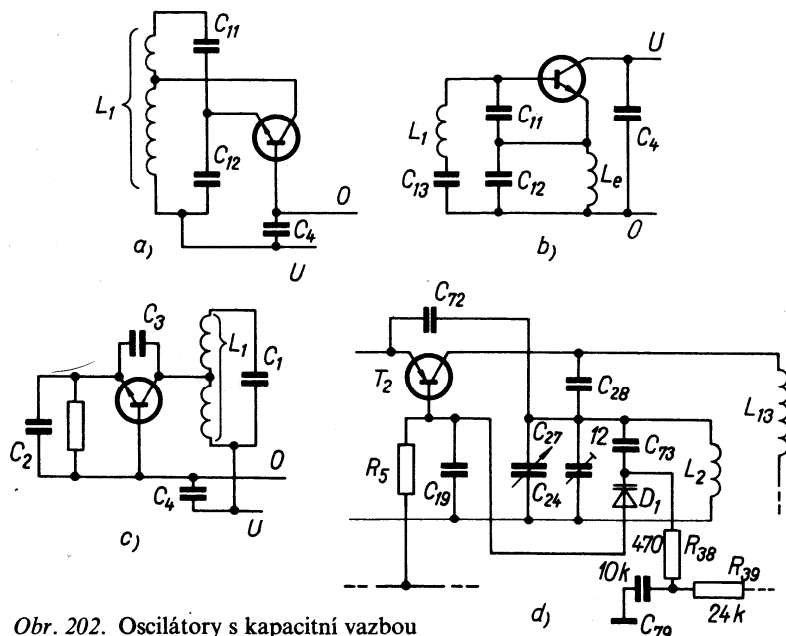 C11
L1
C12
C4
O
U
a)
U
C11
L1
C4
C13
C12
Le
O
b)
C3
L1
C1
C2
C4
O
U
c)
C72
T2
C28
L13
C27
12
C73
R5
C19
C24
L2
D1
470
R38
10k
R39
C79
24k
d)
Obr. 202. Oscilátory s kapacitní vazbou